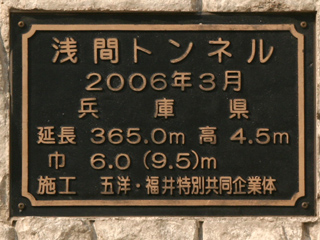 浅間トンネル
2006年3月
兵庫県
延長 365.0m 高 4.5m
巾 6.0 (9.5)m
施工 五洋・福井特別共同企業体